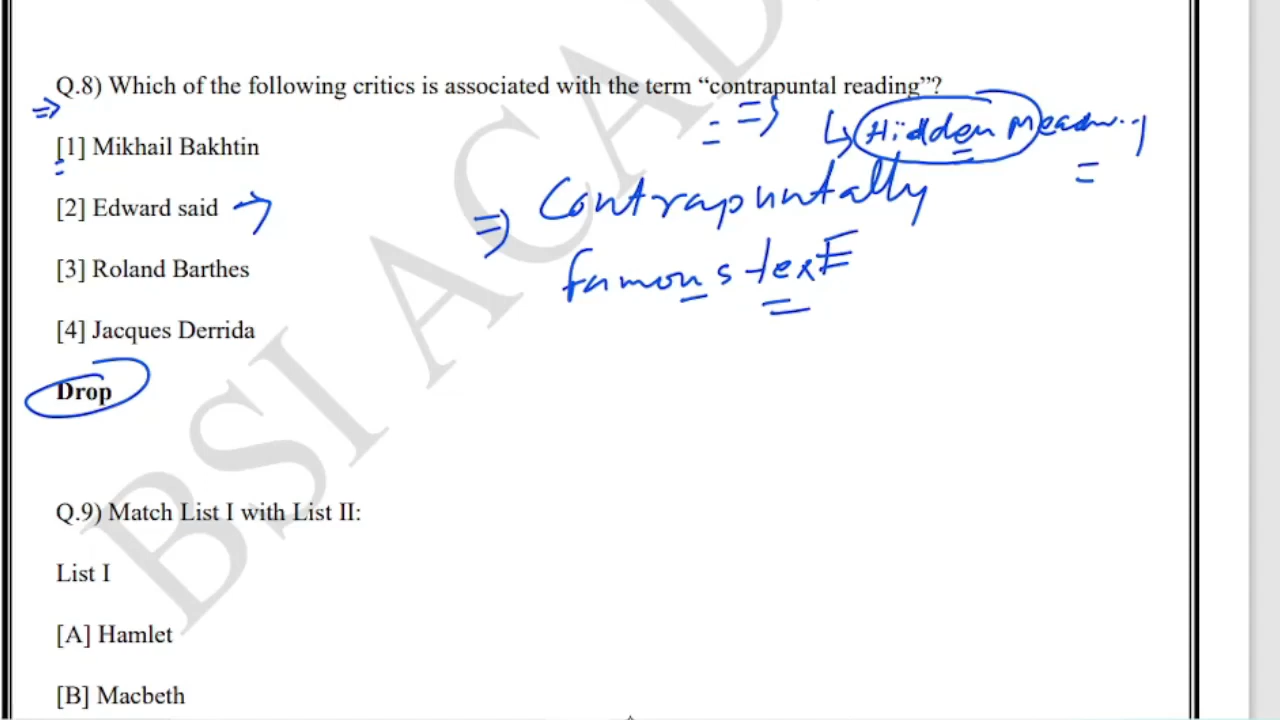 Q.8) Which of the following critics is associated with the term “contrapuntal reading”?
Hidden Meaning
[1] Mikhail Bakhtin
[2] Edward said
Contrapuntally
[3] Roland Barthes
famous text
[4] Jacques Derrida
Drop
Q.9) Match List I with List II:
List I
[A] Hamlet
[B] Macbeth
BSI ACAD